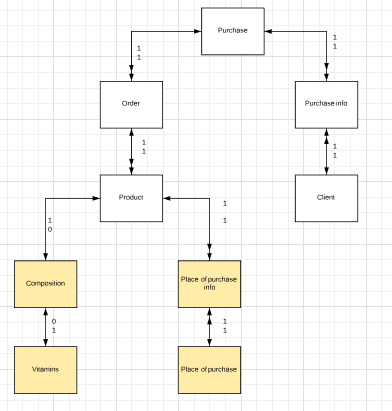 Purchase
1
1
1
1
Order
Purchase info
1
1
1
1
Product
Client
1
1
1
0
Composition
Place of purchase
info
0
1
1
1
Vitamins
Place of purchase